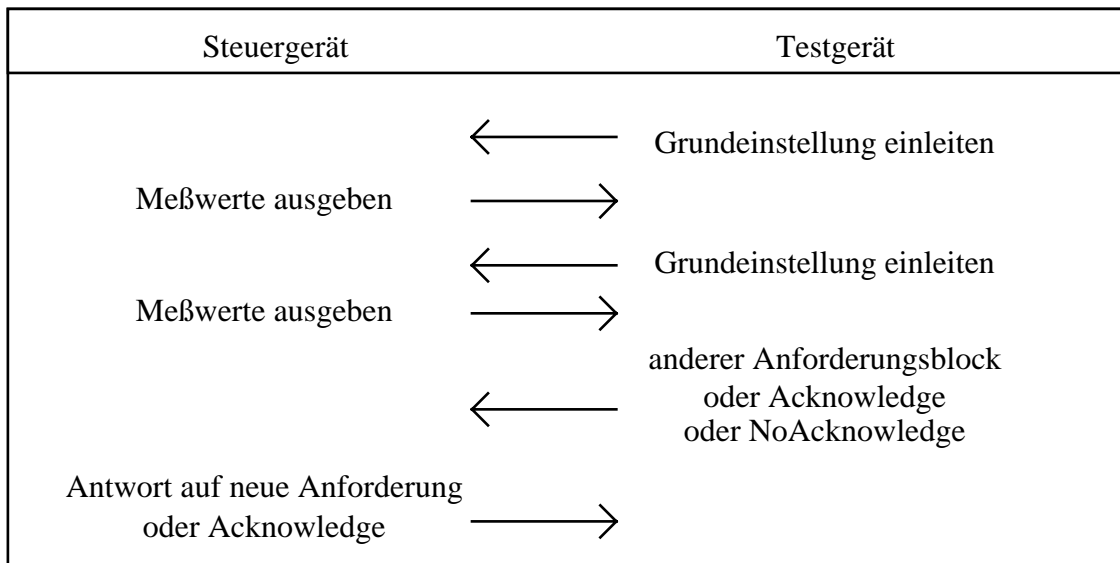 Steuergerät Testgerät
Grundeinstellung einleiten
Meßwerte ausgeben
Grundeinstellung einleiten
Meßwerte ausgeben
anderer Anforderungsblock
oder Acknowledge
oder NoAcknowledge
Antwort auf neue Anforderung
oder Acknowledge